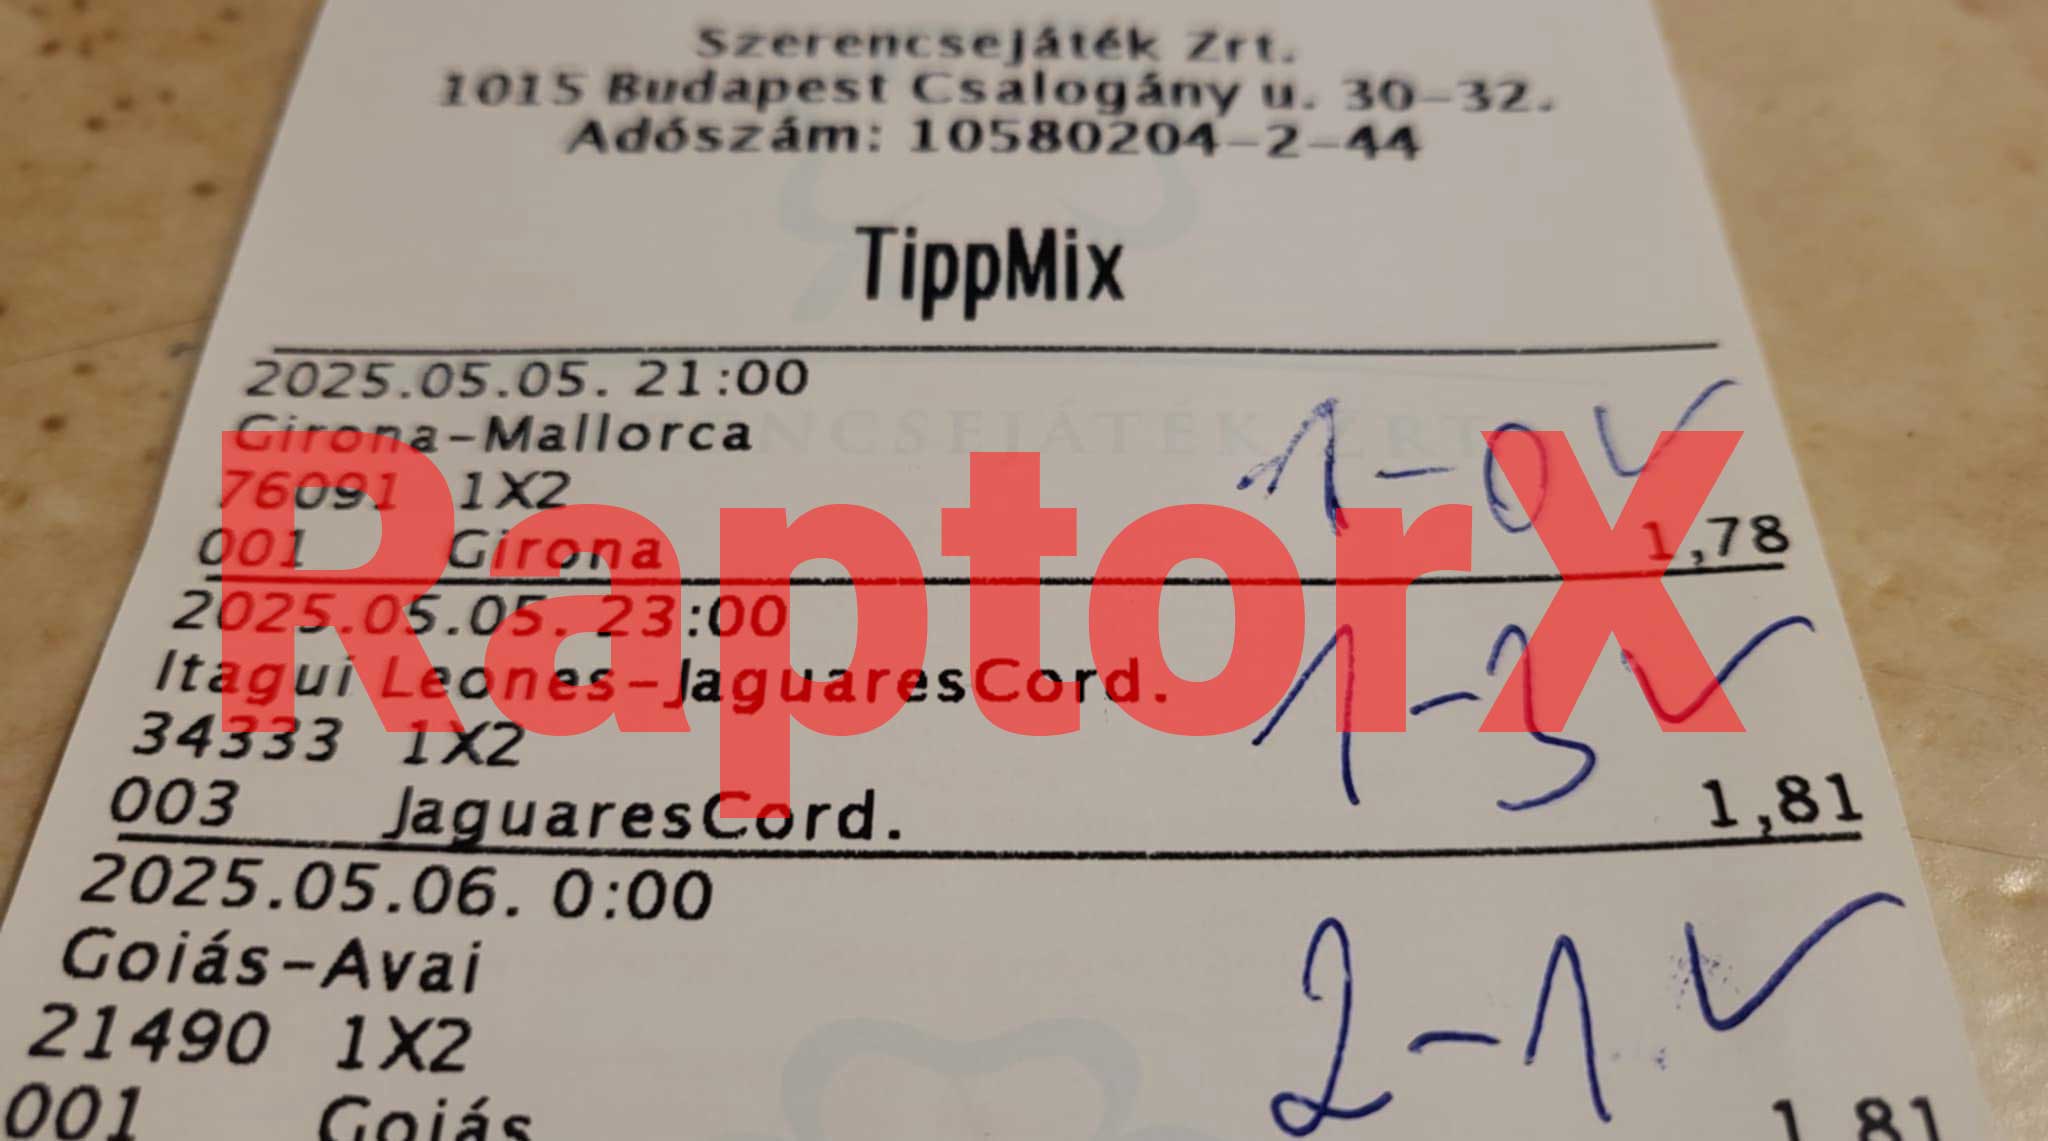 Szerencsejáték Zrt.
1015 Budapest Csalogány u. 30-32.
Adószám: 10580204-2-44
TippMix
2025.05.05. 21:00
Girona-Mallorca
SZERENCSEJÁTÉK ZRT
1-0
76091 1X2
001 Girona 1,78
RaptorX
2025.05.05. 23:00
Itagui Leones-JaguaresCord.
1-3
34333 1X2
003 JaguaresCord. 1,81
2025.05.06. 0:00
Goiás-Avai
2-1
21490 1X2
001 Goiás 1,81